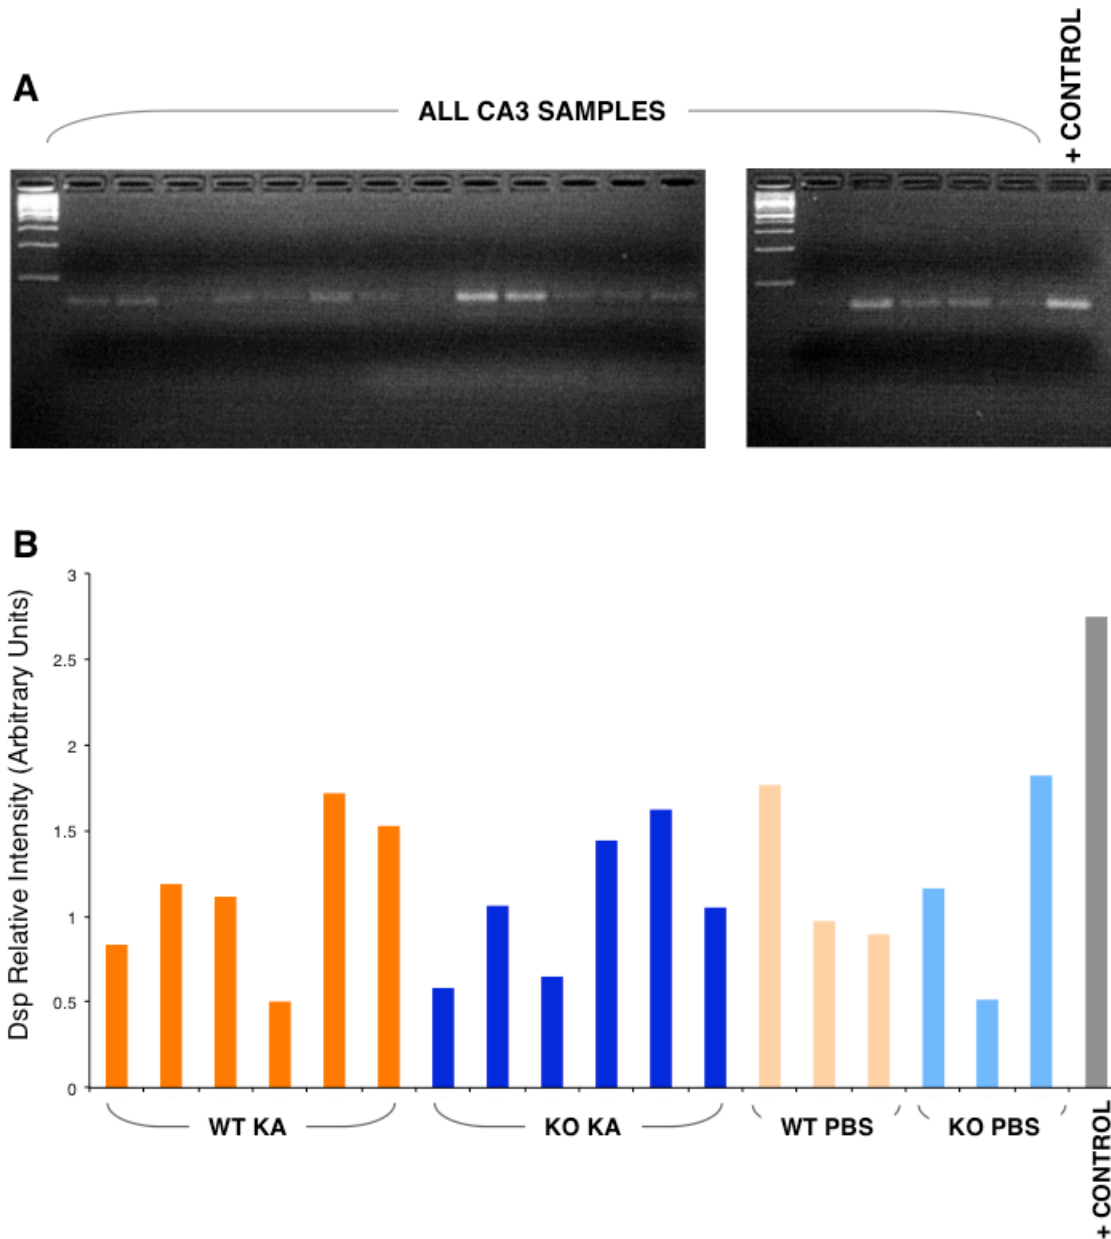 A
ALL CA3 SAMPLES
+ CONTROL
B
Dsp Relative Intensity (Arbitrary Units)
3
2.5
2
1.5
1
0.5
0
WT KA
KO KA
WT PBS
KO PBS
+ CONTROL